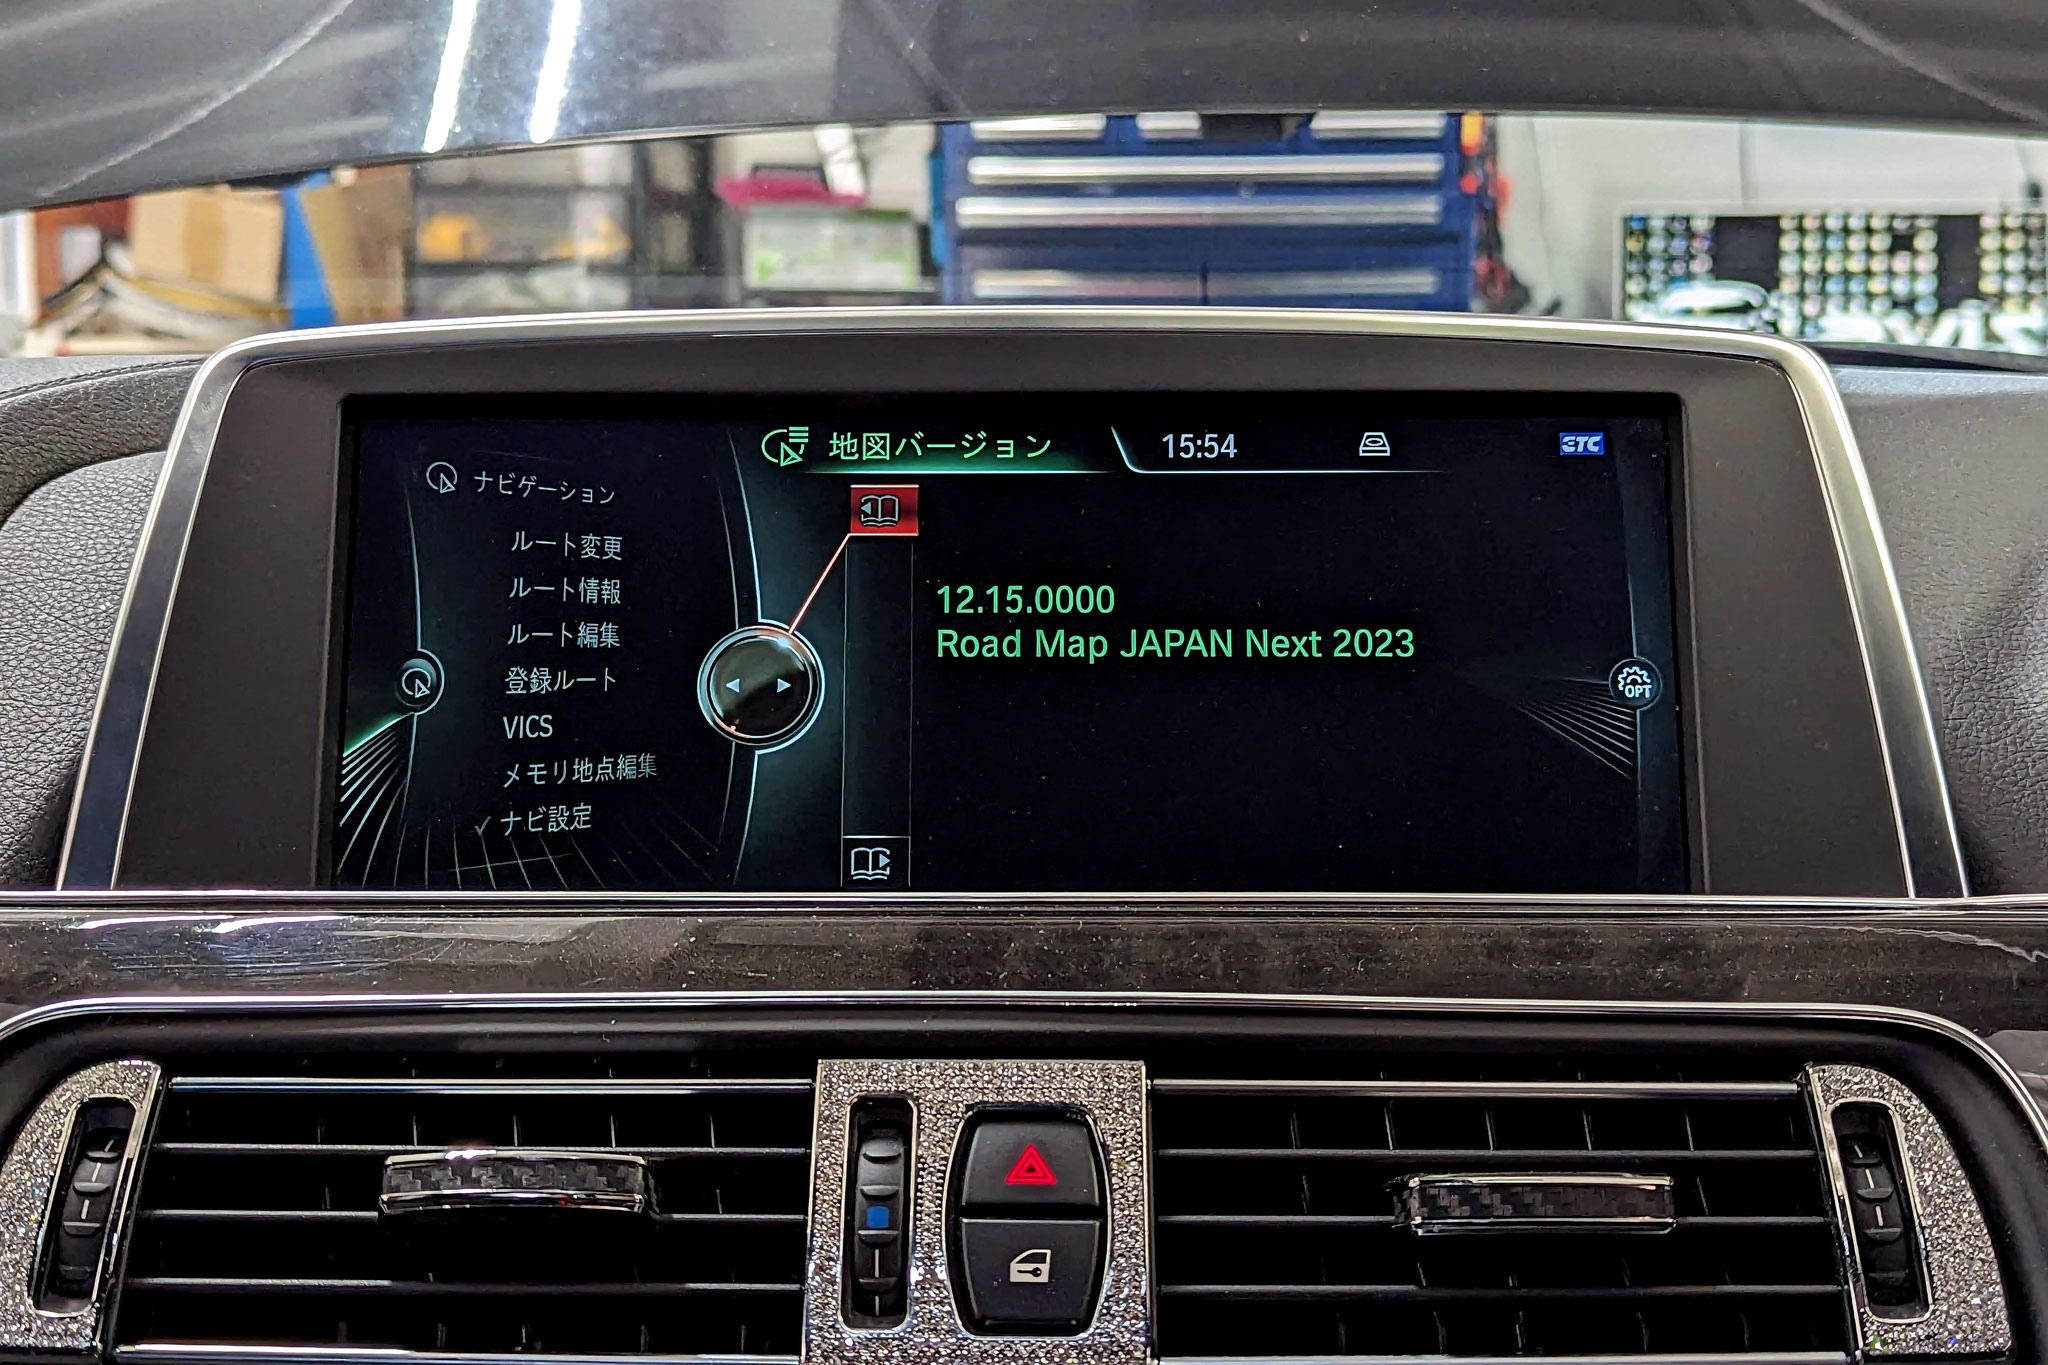 地図バージョン
15:54
ETC
ナビゲーション
ルート変更
ルート情報
ルート編集
登録ルート
VICS
メモリ地点編集
ナビ設定
12.15.0000
Road Map JAPAN Next 2023
OPT